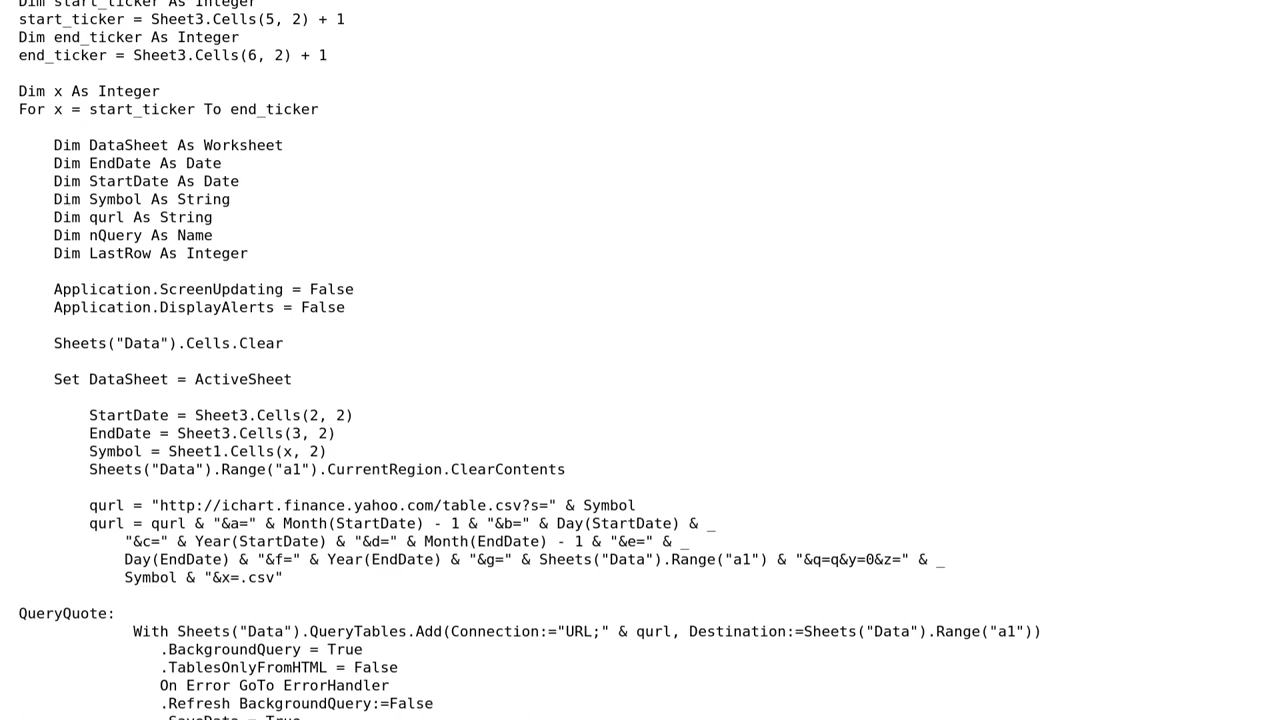 Dim start_ticker As Integer
start_ticker = Sheet3.Cells(5, 2) + 1
Dim end_ticker As Integer
end_ticker = Sheet3.Cells(6, 2) + 1
Dim x As Integer
For x = start_ticker To end_ticker
Dim DataSheet As Worksheet
Dim EndDate As Date
Dim StartDate As Date
Dim Symbol As String
Dim qurl As String
Dim nQuery As Name
Dim LastRow As Integer
Application.ScreenUpdating = False
Application.DisplayAlerts = False
Sheets("Data").Cells.Clear
Set DataSheet = ActiveSheet
StartDate = Sheet3.Cells(2, 2)
EndDate = Sheet3.Cells(3, 2)
Symbol = Sheet1.Cells(x, 2)
Sheets("Data").Range("a1").CurrentRegion.ClearContents
qurl = "http://ichart.finance.yahoo.com/table.csv?s=" & Symbol
qurl = qurl & "&a=" & Month(StartDate) - 1 & "&b=" & Day(StartDate) & _
"&c=" & Year(StartDate) & "&d=" & Month(EndDate) - 1 & "&e=" & _
Day(EndDate) & "&f=" & Year(EndDate) & "&g=" & Sheets("Data").Range("a1") & "&q=q&y=0&z=" & _
Symbol & "&x=.csv"
QueryQuote:
With Sheets("Data").QueryTables.Add(Connection:="URL;" & qurl, Destination:=Sheets("Data").Range("a1"))
.BackgroundQuery = True
.TablesOnlyFromHTML = False
On Error GoTo ErrorHandler
.Refresh BackgroundQuery:=False
.SaveData = True